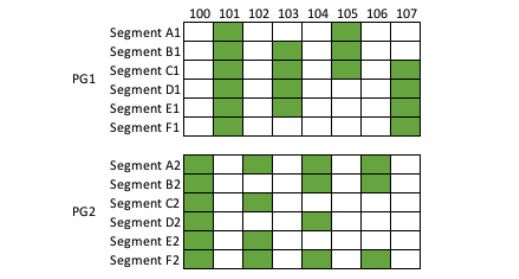 100 101 102 103 104 105 106 107
Segment A1
Segment B1
PG1 Segment C1
Segment D1
Segment E1
Segment F1
Segment A2
Segment B2
PG2 Segment C2
Segment D2
Segment E2
Segment F2